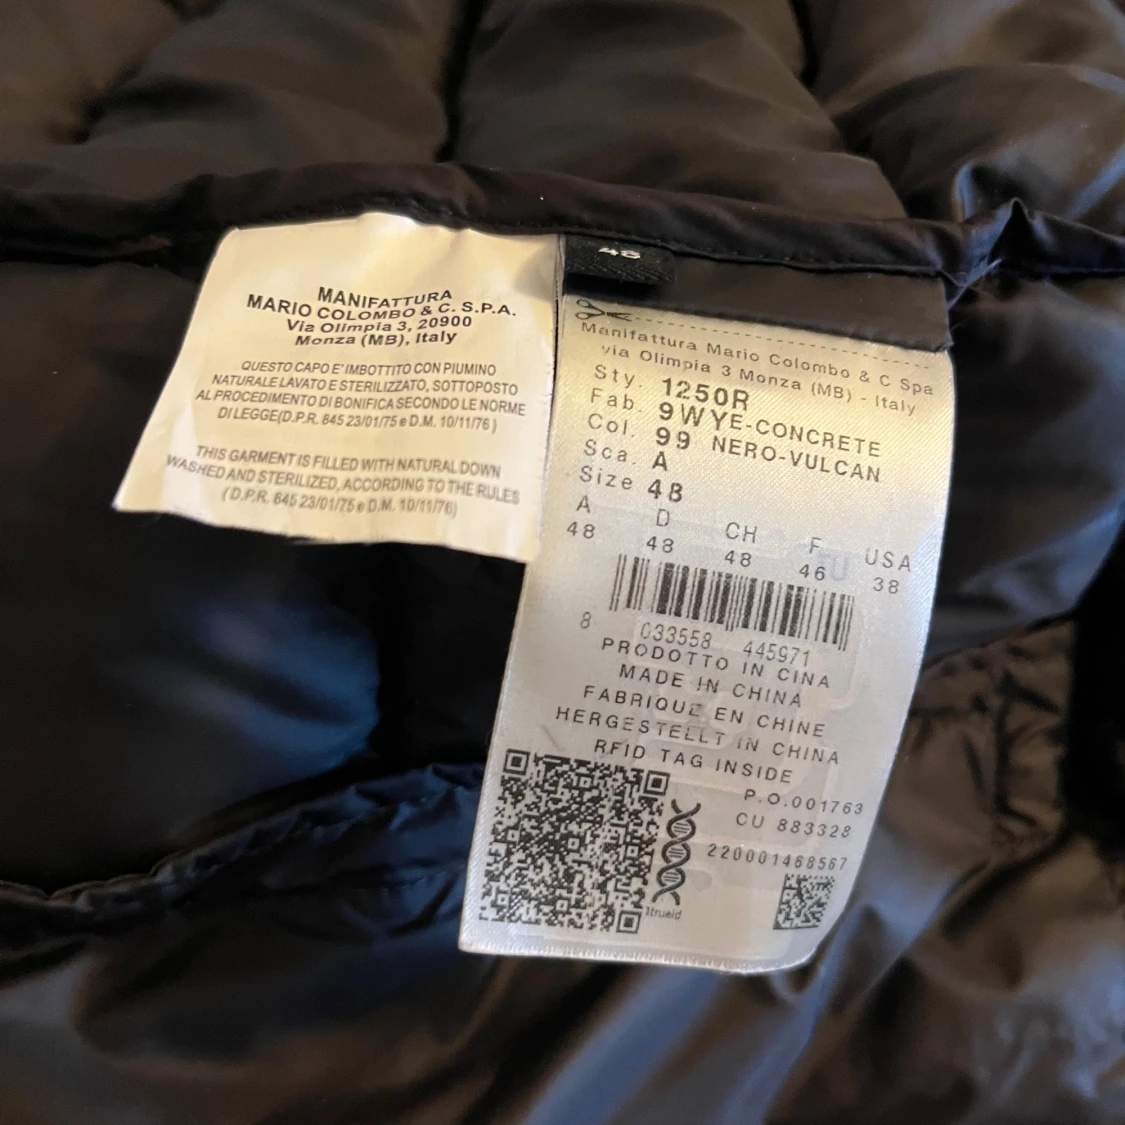 MANIFATTURA
MARIO COLOMBO & C. S.P.A.
Via Olimpia 3, 20900
Monza (MB), Italy
QUESTO CAPO E' IMBOTTITO CON PIUMINO
NATURALE LAVATO E STERILIZZATO, SOTTOPOSTO
AL PROCEDIMENTO DI BONIFICA SECONDO LE NORME
DI LEGGE(D.P.R. 845 23/01/75 e D.M. 10/11/76)
THIS GARMENT IS FILLED WITH NATURAL DOWN
WASHED AND STERILIZED, ACCORDING TO THE RULES
(D.P.R. 845 23/01/75 e D.M. 10/11/76)
48
Manifattura Mario Colombo & C Spa
via Olimpia 3 Monza (MB) - Italy
Sty. 1250R
Fab. 9WYE-CONCRETE
Col. 99 NERO-VULCAN
Sca. A
Size 48
A D CH F USA
48 48 48 46 38
8 033558 445971
PRODOTTO IN CINA
MADE IN CHINA
FABRIQUE EN CHINE
HERGESTELLT IN CHINA
RFID TAG INSIDE
P.O.001763
CU 883328
220001468567
1trueid